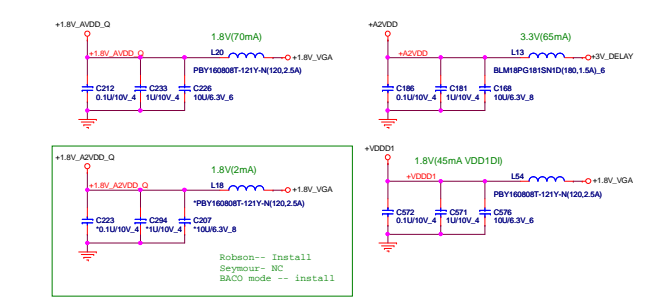 +1.8V_AVDD_Q
+1.8V_AVDD_Q
1.8V(70mA)
L20
+1.8V_VGA
PBY160808T-121Y-N(120,2.5A)
C212
0.1U/10V_4
C233
1U/10V_4
C226
10U/6.3V_6
+A2VDD
+A2VDD
3.3V(65mA)
L13
+3V_DELAY
BLM18PG181SN1D(180,1.5A)_6
C186
0.1U/10V_4
C181
1U/10V_4
C168
10U/6.3V_8
+1.8V_A2VDD_Q
+1.8V_A2VDD_Q
1.8V(2mA)
L18
+1.8V_VGA
*PBY160808T-121Y-N(120,2.5A)
C223
*0.1U/10V_4
C294
*1U/10V_4
C207
*10U/6.3V_8
Robson-- Install
Seymour- NC
BACO mode -- install
+VDDD1
+VDDD1
1.8V(45mA VDD1DI)
L54
+1.8V_VGA
PBY160808T-121Y-N(120,2.5A)
C572
0.1U/10V_4
C571
1U/10V_4
C576
10U/6.3V_6